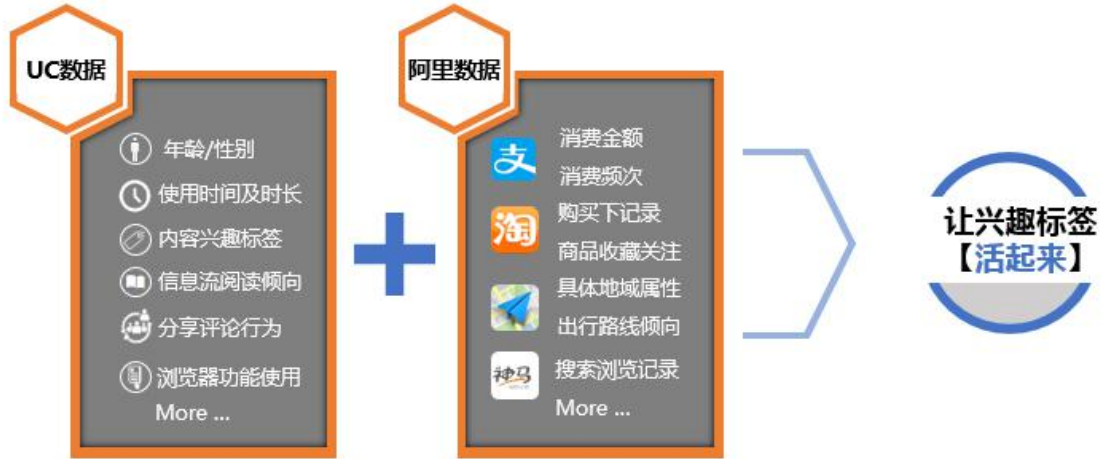 UC数据
年龄/性别
使用时间及时长
内容兴趣标签
信息流阅读倾向
分享评论行为
浏览器功能使用
More ...
阿里数据
支
消费金额
消费频次
淘
购买下记录
商品收藏关注
具体地域属性
出行路线倾向
神马
搜索浏览记录
More ...
让兴趣标签
【活起来】